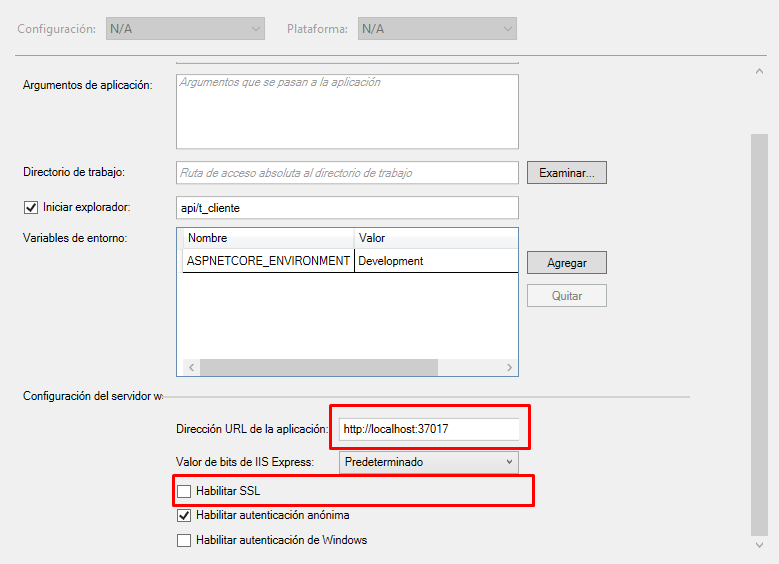 Configuración: N/A Plataforma: N/A
Argumentos de aplicación: Argumentos que se pasan a la aplicación
Directorio de trabajo: Ruta de acceso absoluta al directorio de trabajo Examinar...
Iniciar explorador: api/t_cliente
Variables de entorno: Nombre Valor
ASPNETCORE_ENVIRONMENT Development Agregar
Quitar
Configuración del servidor w
Dirección URL de la aplicación: http://localhost:37017
Valor de bits de IIS Express: Predeterminado
Habilitar SSL
Habilitar autenticación anónima
Habilitar autenticación de Windows